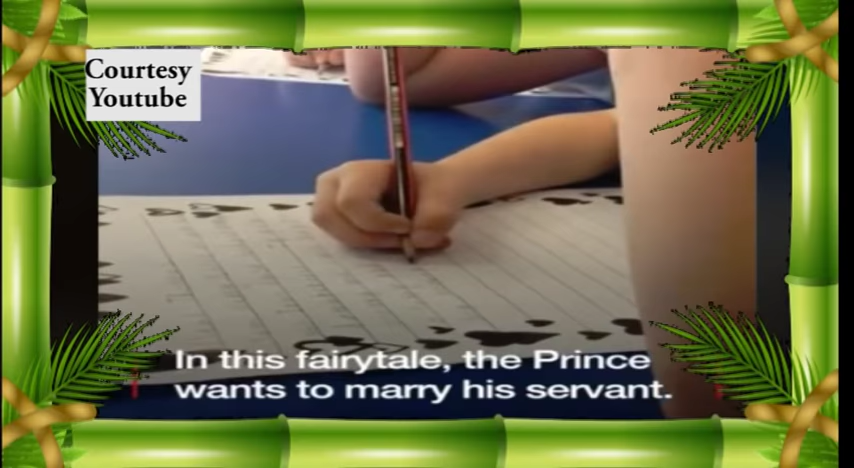 Courtesy
Youtube
In this fairytale, the Prince
wants to marry his servant.